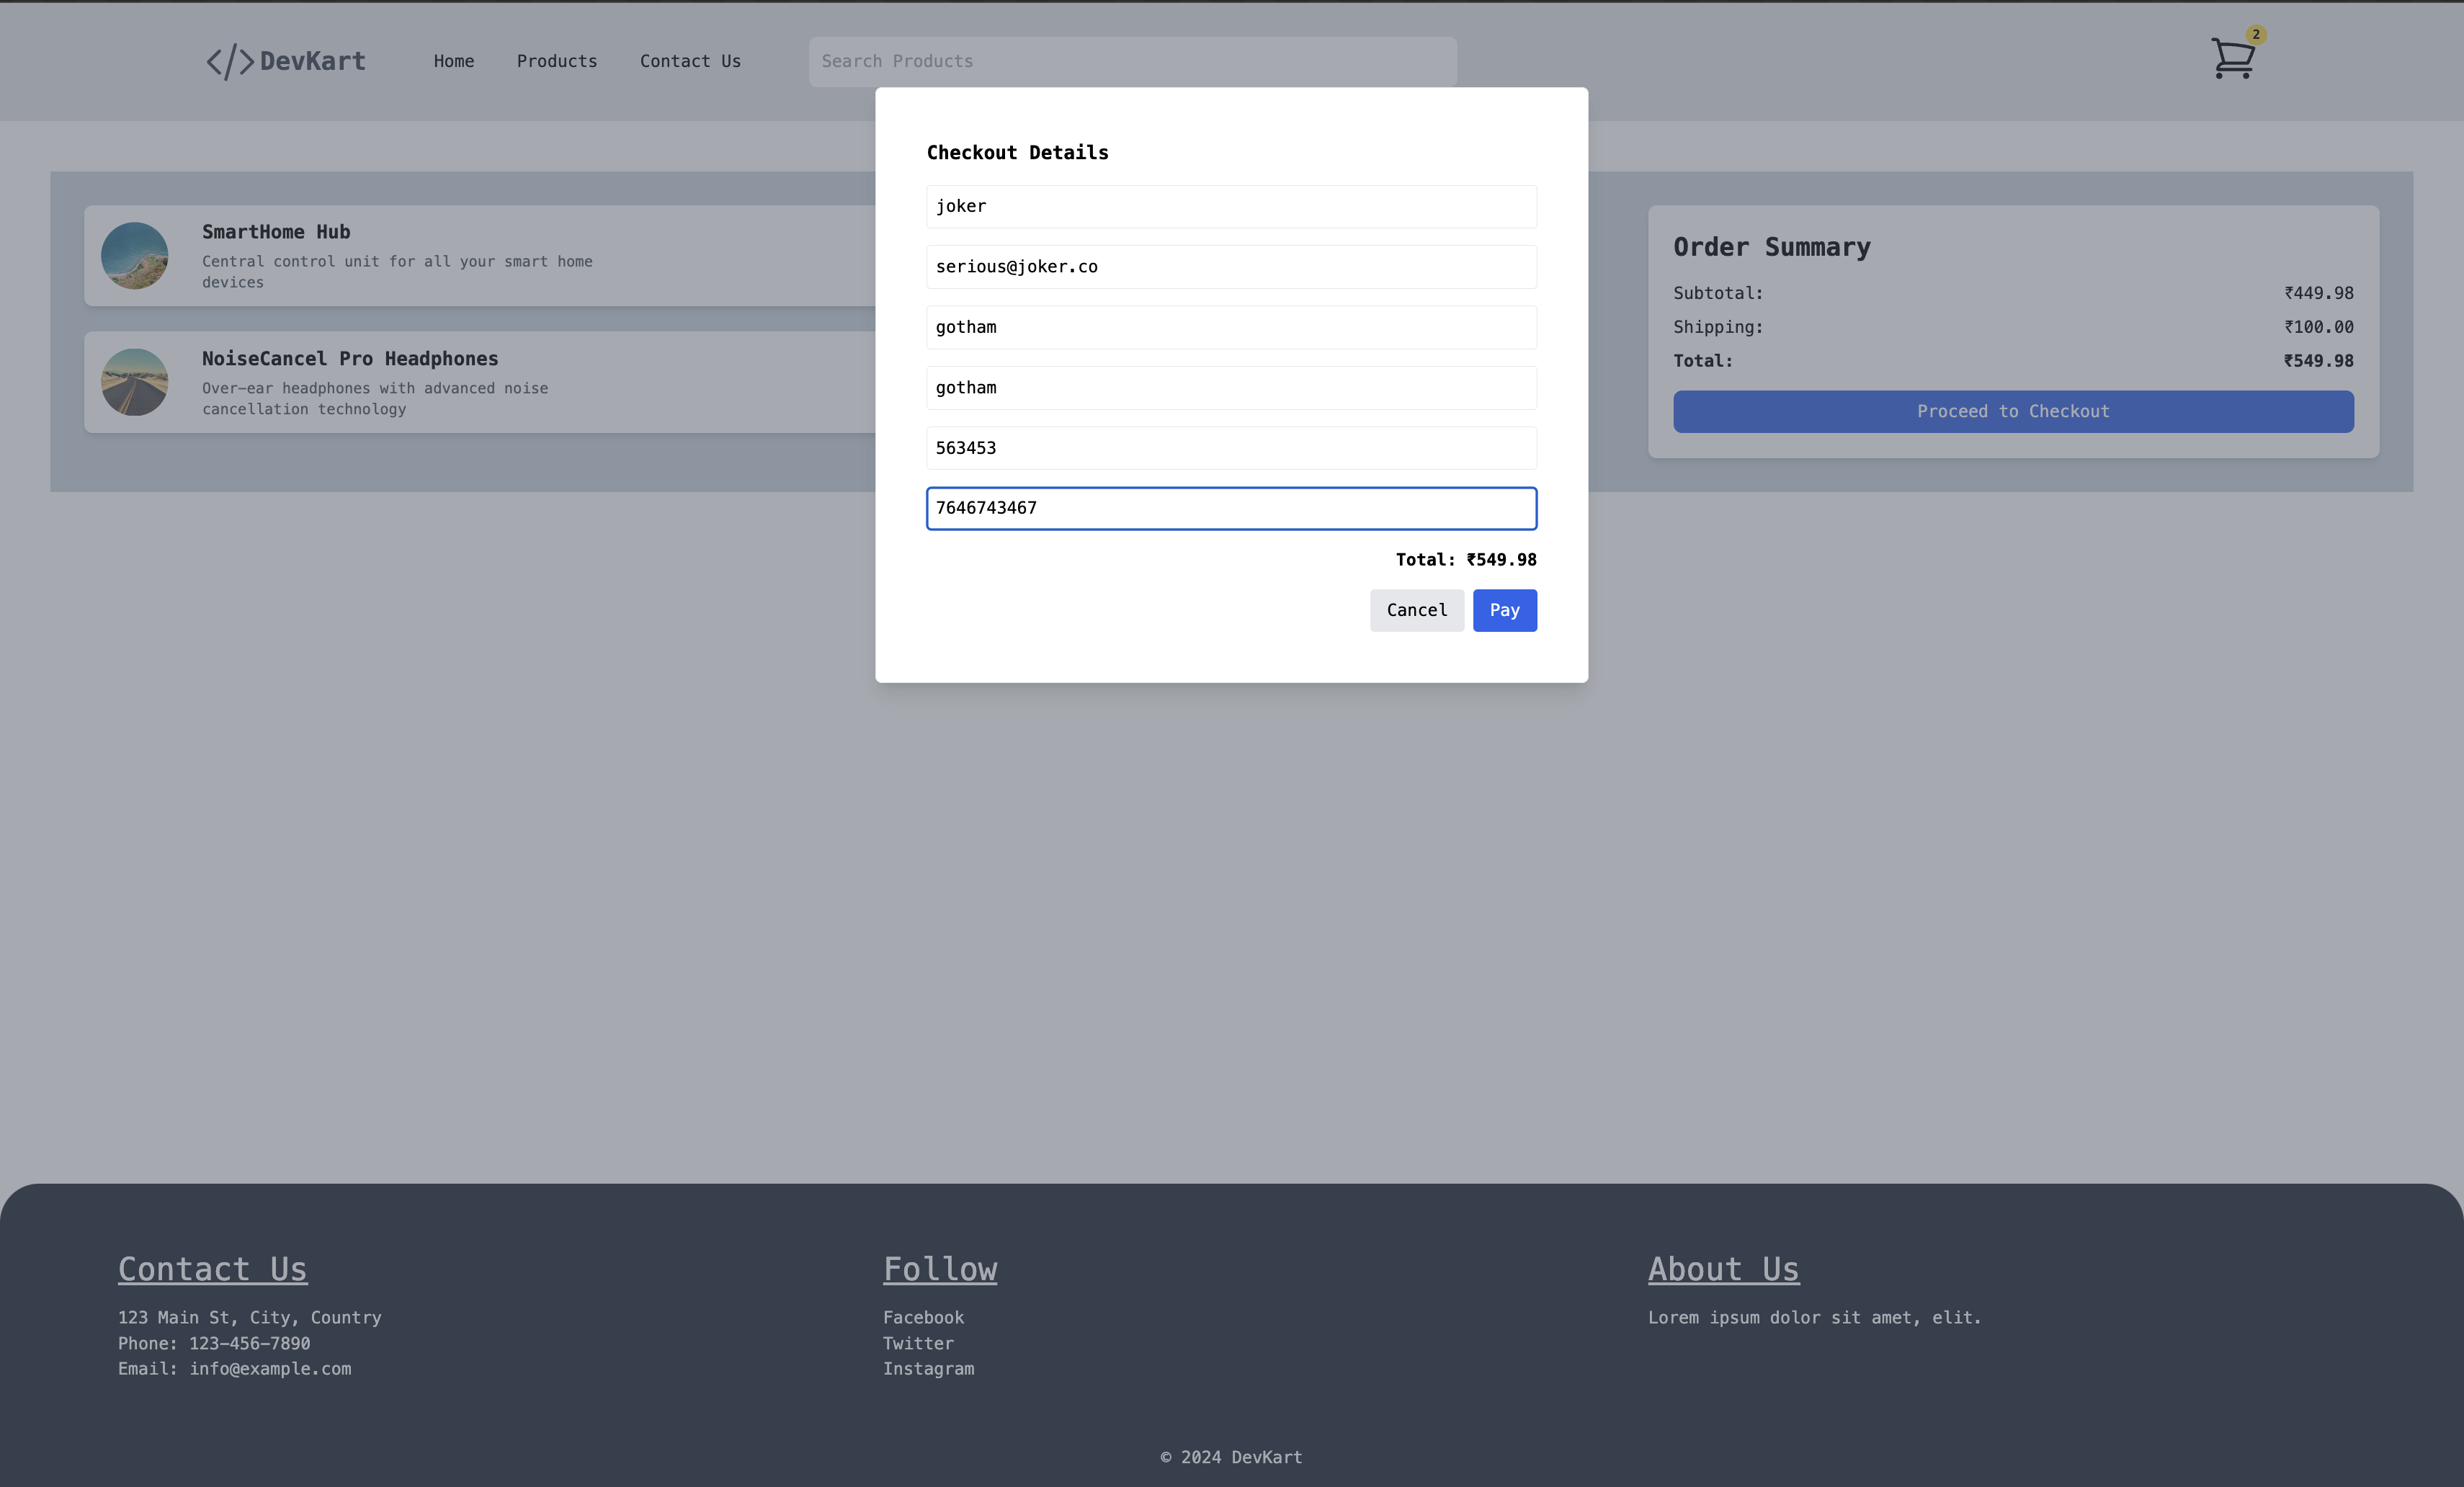 </> DevKart
Home
Products
Contact Us
Search Products
2
Checkout Details
joker
serious@joker.co
gotham
gotham
563453
7646743467
Total: ₹549.98
Cancel
Pay
SmartHome Hub
Central control unit for all your smart home
devices
NoiseCancel Pro Headphones
Over-ear headphones with advanced noise
cancellation technology
Order Summary
Subtotal: ₹449.98
Shipping: ₹100.00
Total: ₹549.98
Proceed to Checkout
Contact Us
123 Main St, City, Country
Phone: 123-456-7890
Email: info@example.com
Follow
Facebook
Twitter
Instagram
About Us
Lorem ipsum dolor sit amet, elit.
© 2024 DevKart